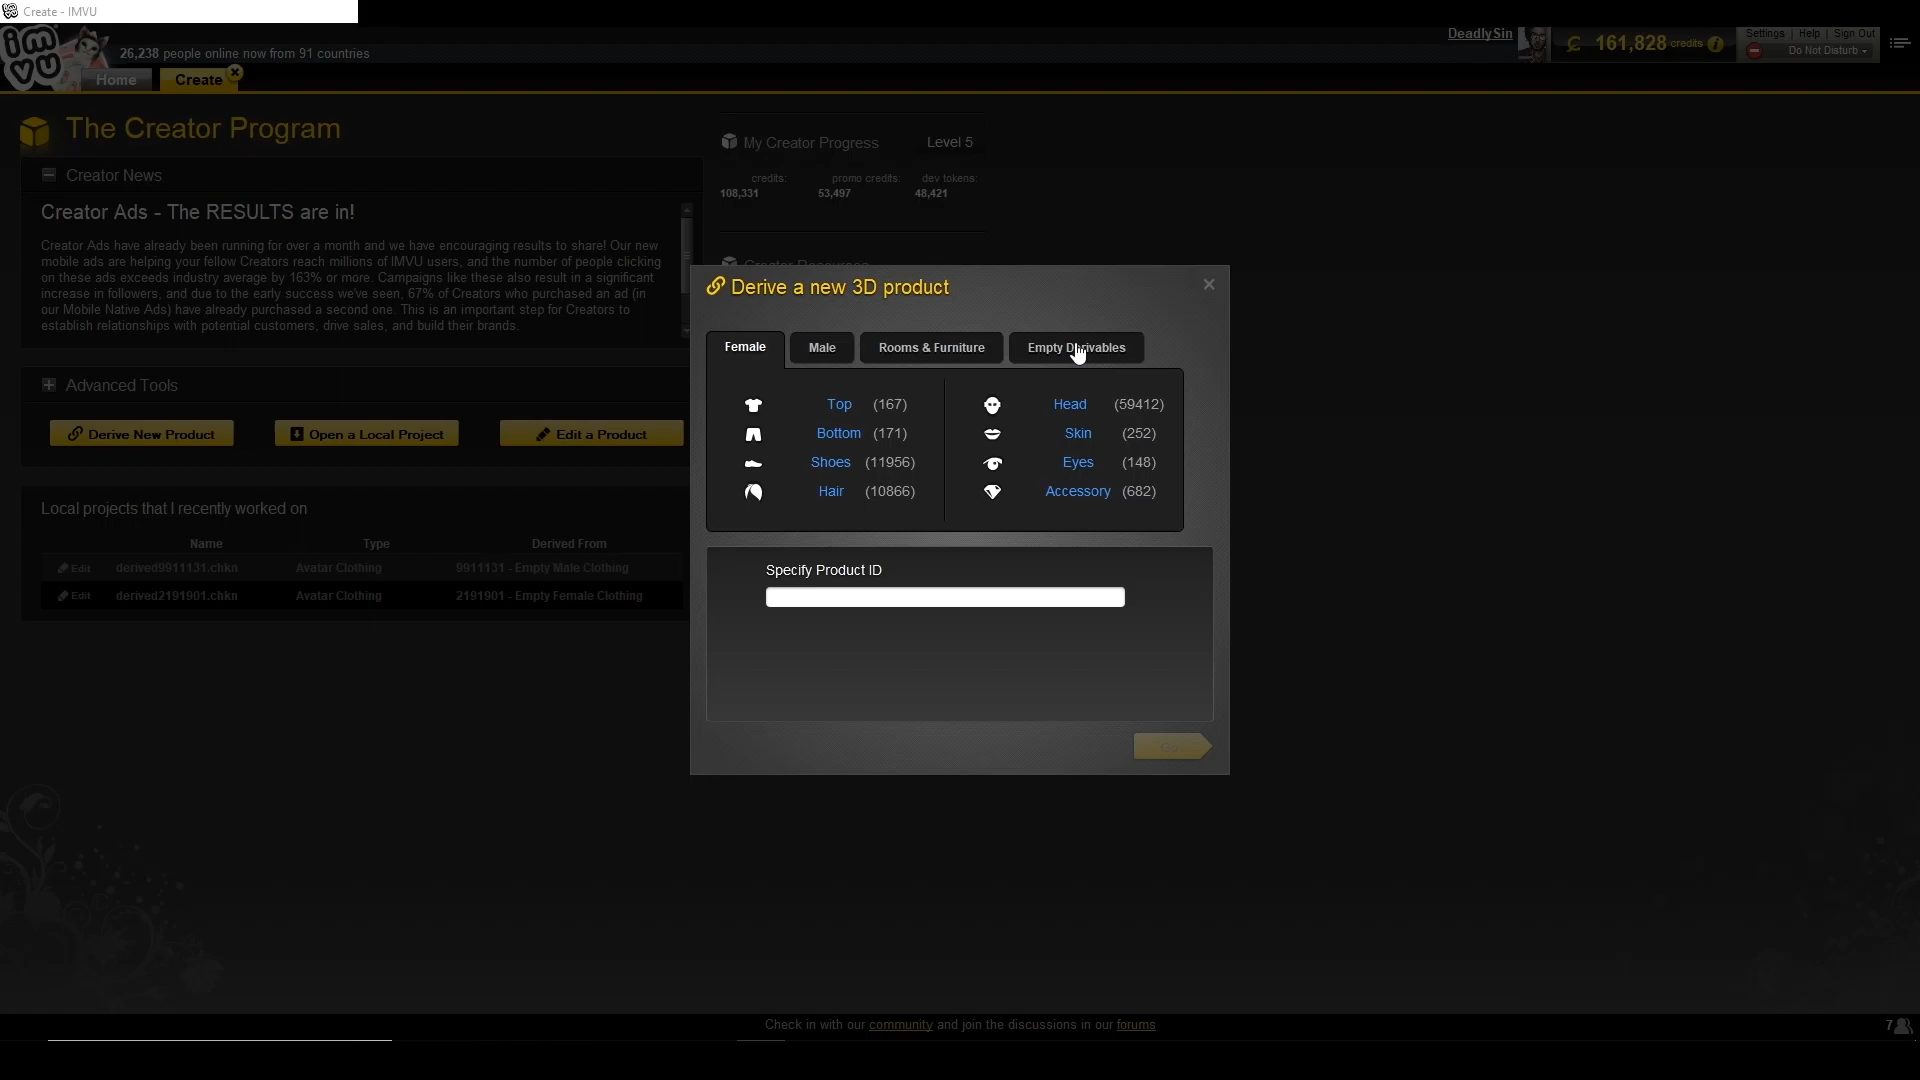 Create - IMVU
imvu
26,238 people online now from 91 countries
DeadlySin
161,828 credits
Settings | Help | Sign Out
Do Not Disturb
Home
Create
The Creator Program
Creator News
Creator Ads - The RESULTS are in!
Creator Ads have already been running for over a month and we have encouraging results to share! Our new
mobile ads are helping your fellow Creators reach millions of IMVU users, and the number of people clicking
on these ads exceeds industry average by 163% or more. Campaigns like these also result in a significant
increase in followers, and due to the early success we've seen, 67% of Creators who purchased an ad (in
our Mobile Native Ads) have already purchased a second one. This is an important step for Creators to
establish relationships with potential customers, drive sales, and build their brands.
My Creator Progress Level 5
credits: promo credits: dev tokens:
108,331 53,497 48,421
Creator Resources
Advanced Tools
Derive New Product
Open a Local Project
Edit a Product
Local projects that I recently worked on
Name Type Derived From
Edit derived9911131.chkn Avatar Clothing 9911131 - Empty Male Clothing
Edit derived2191901.chkn Avatar Clothing 2191901 - Empty Female Clothing
Derive a new 3D product
Female
Male
Rooms & Furniture
Empty Derivables
Top (167)
Bottom (171)
Shoes (11956)
Hair (10866)
Head (59412)
Skin (252)
Eyes (148)
Accessory (682)
Specify Product ID
Go
Check in with our community and join the discussions in our forums
7